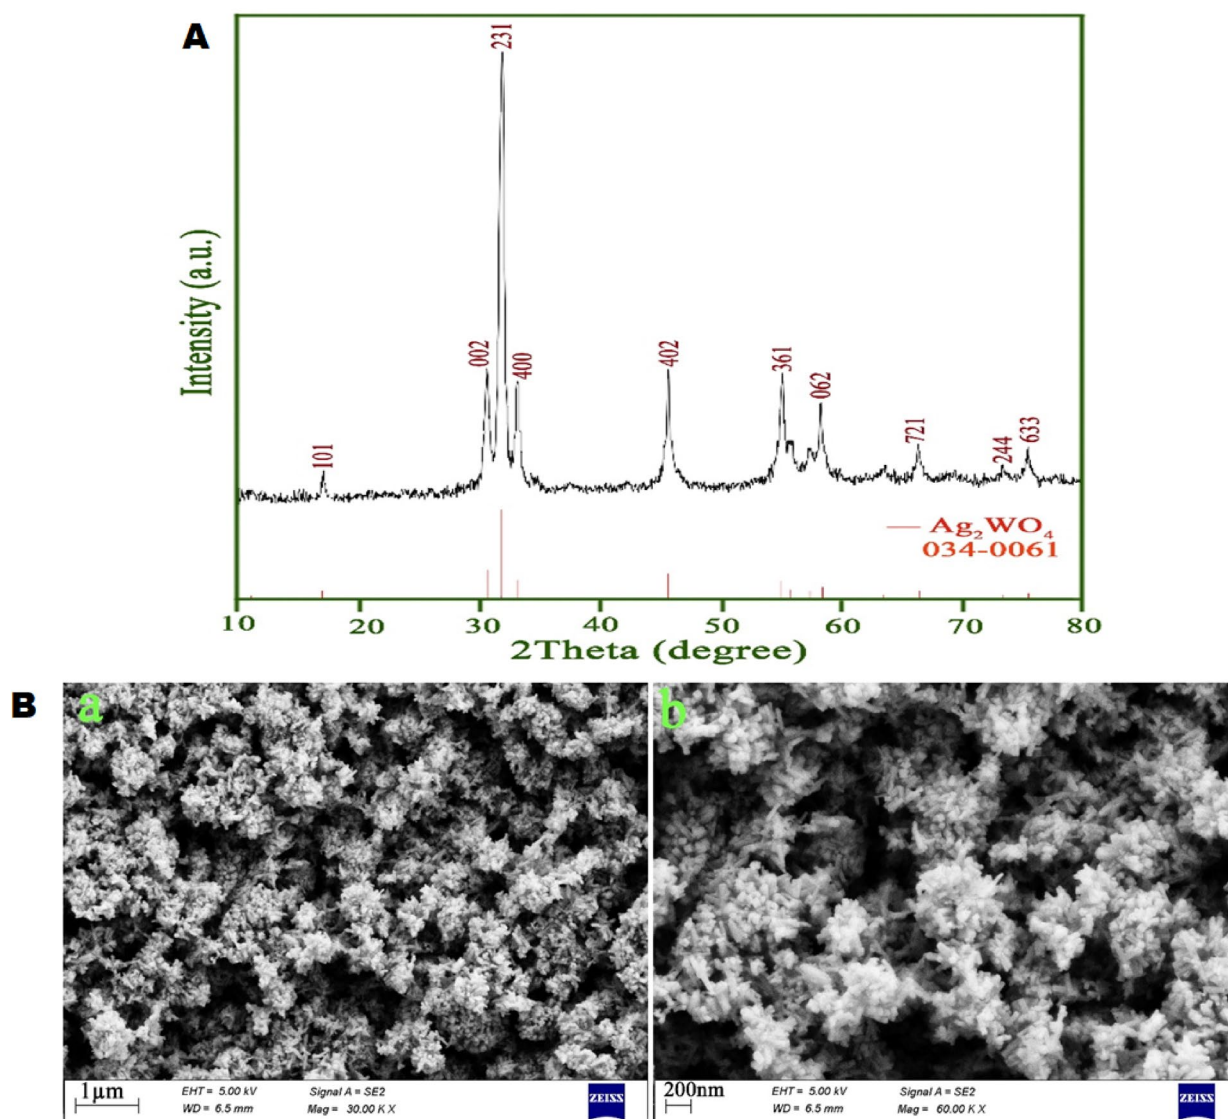 A
Intensity (a.u.)
101
002
231
400
402
361
062
721
244
633
Ag₂WO₄
034-0061
10 20 30 40 50 60 70 80
2Theta (degree)
B
a
b
1µm
EHT = 5.00 kV
Signal A = SE2
WD = 6.5 mm
Mag = 30.00 K X
ZEISS
200nm
EHT = 5.00 kV
Signal A = SE2
WD = 6.5 mm
Mag = 60.00 K X
ZEISS